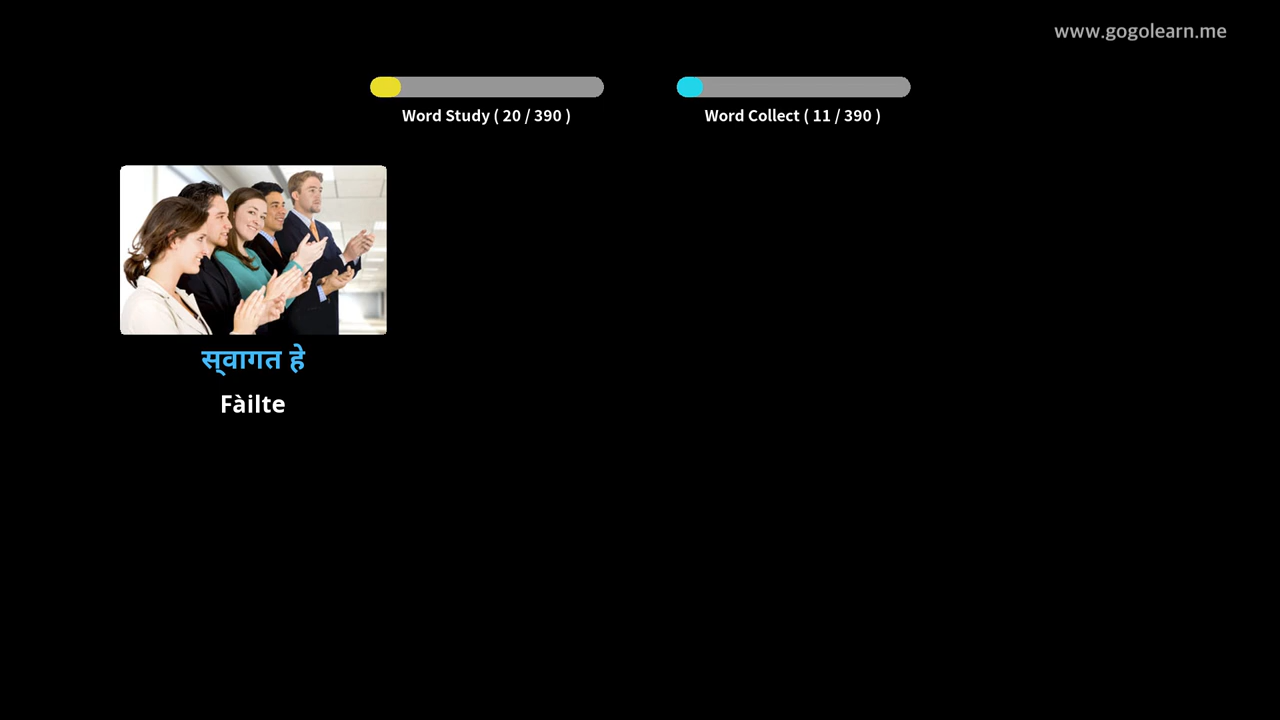 www.gogolearn.me
Word Study ( 20 / 390 )
Word Collect ( 11 / 390 )
स्‌वागत हे
Fàilte